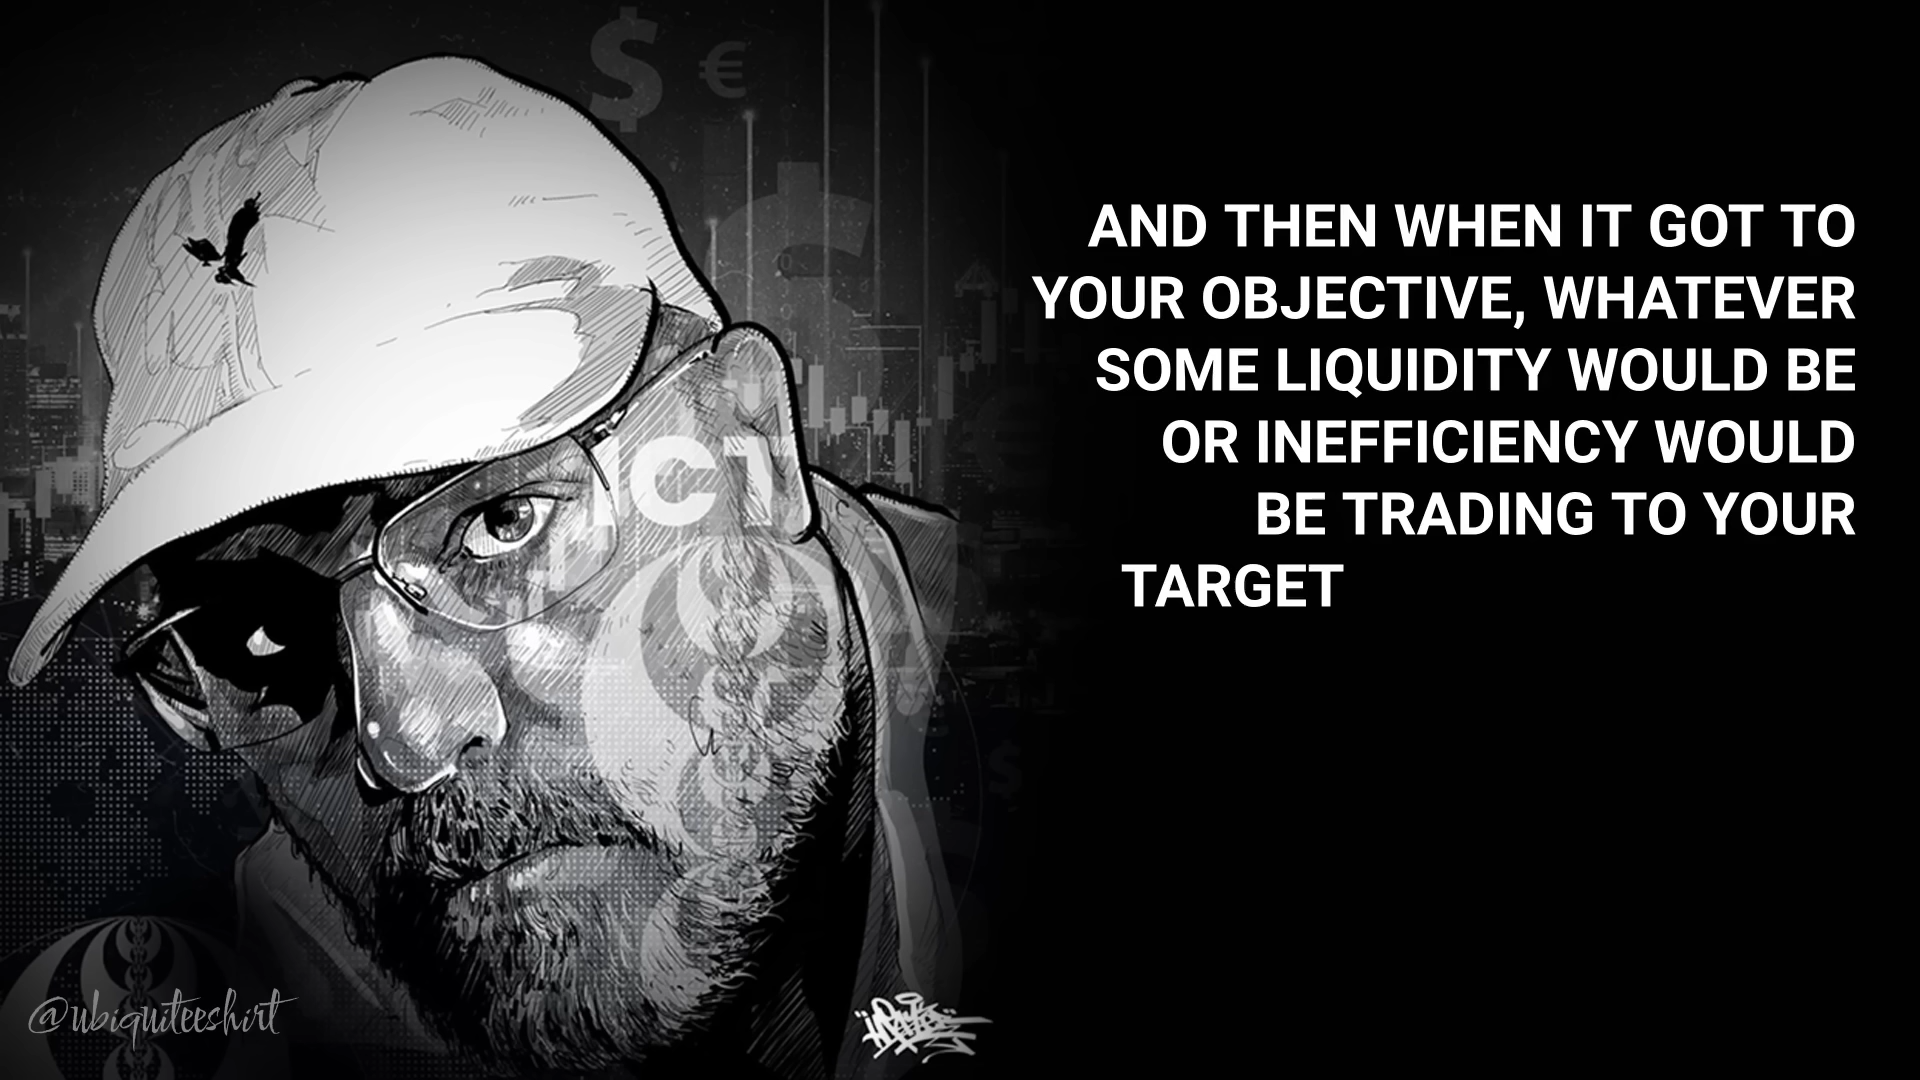 $ €
AND THEN WHEN IT GOT TO
YOUR OBJECTIVE, WHATEVER
SOME LIQUIDITY WOULD BE
OR INEFFICIENCY WOULD
BE TRADING TO YOUR
TARGET
ICT
@ubiquiteeshirt